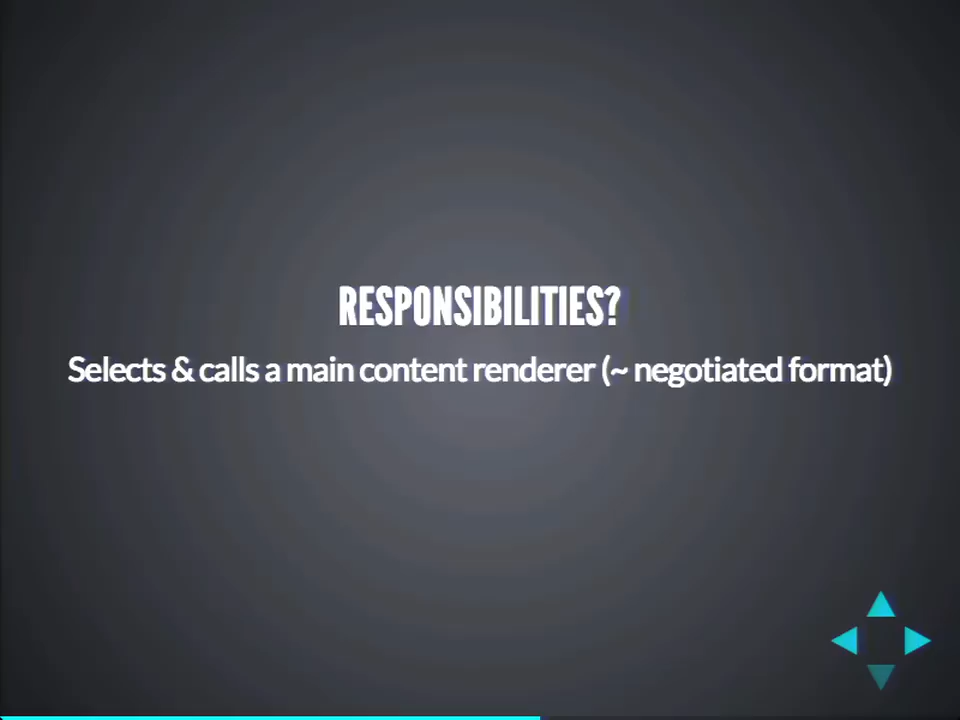 RESPONSIBILITIES?
Selects & calls a main content renderer (~ negotiated format)